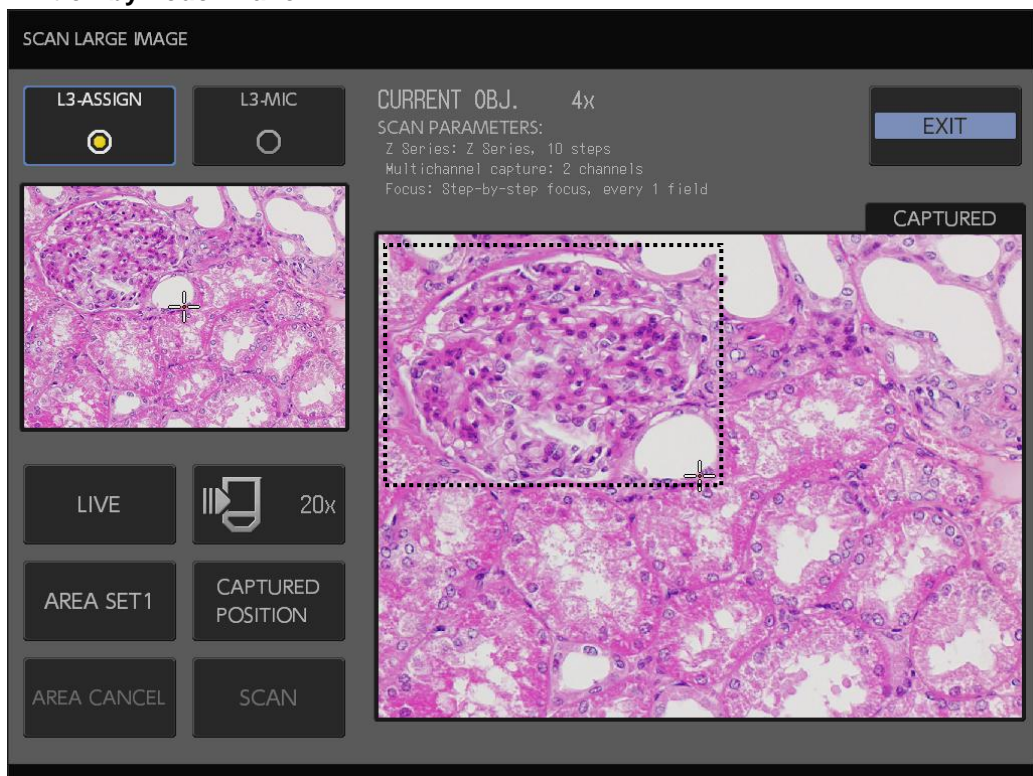 SCAN LARGE IMAGE
L3-ASSIGN
L3-MIC
CURRENT OBJ. 4x
SCAN PARAMETERS:
Z Series: Z Series, 10 steps
Multichannel capture: 2 channels
Focus: Step-by-step focus, every 1 field
EXIT
CAPTURED
LIVE
20x
AREA SET1
CAPTURED
POSITION
AREA CANCEL
SCAN